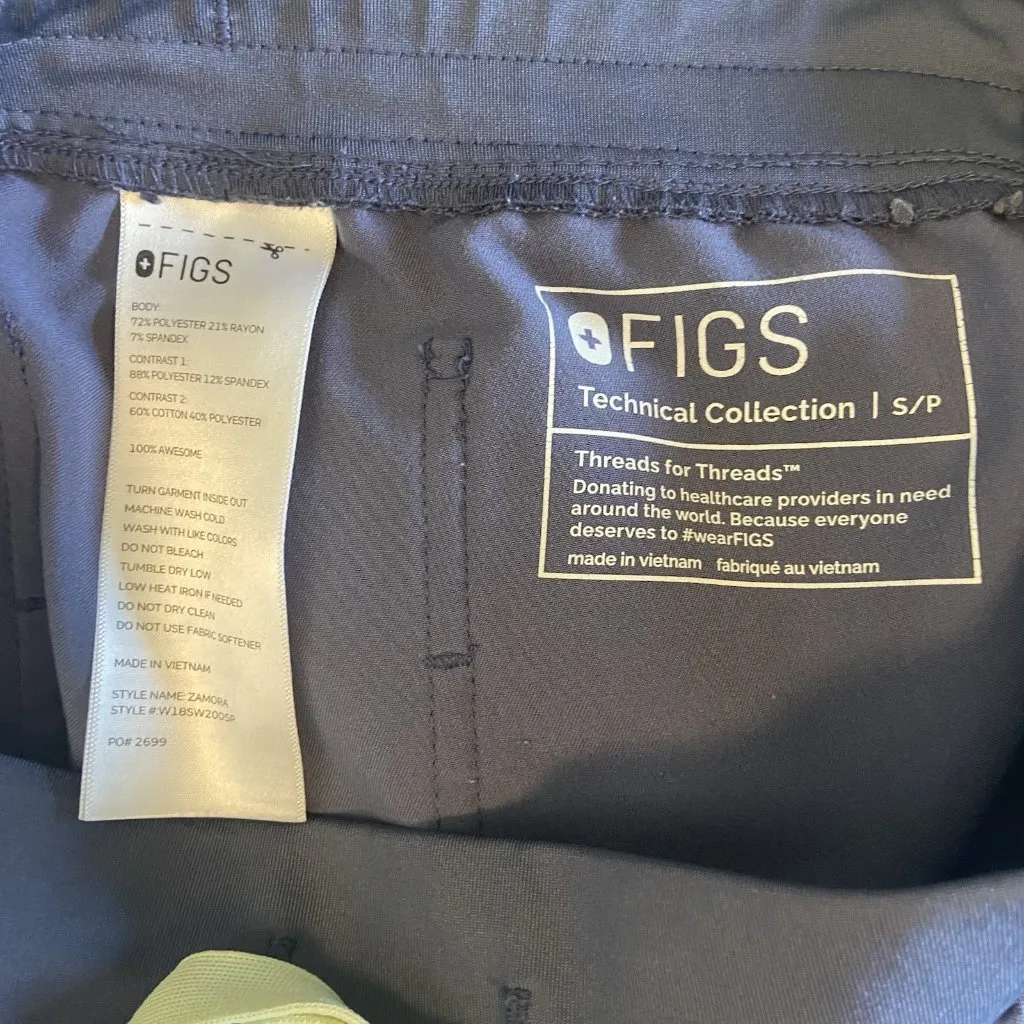 FIGS
BODY:
72% POLYESTER 21% RAYON
7% SPANDEX
CONTRAST 1:
88% POLYESTER 12% SPANDEX
CONTRAST 2:
60% COTTON 40% POLYESTER
100% AWESOME
TURN GARMENT INSIDE OUT
MACHINE WASH COLD
WASH WITH LIKE COLORS
DO NOT BLEACH
TUMBLE DRY LOW
LOW HEAT IRON IF NEEDED
DO NOT DRY CLEAN
DO NOT USE FABRIC SOFTENER
MADE IN VIETNAM
STYLE NAME: ZAMORA
STYLE #:W18SW2005P
PO# 2699
FIGS
Technical Collection | S/P
Threads for Threads™
Donating to healthcare providers in need
around the world. Because everyone
deserves to #wearFIGS
made in vietnam fabriqué au vietnam